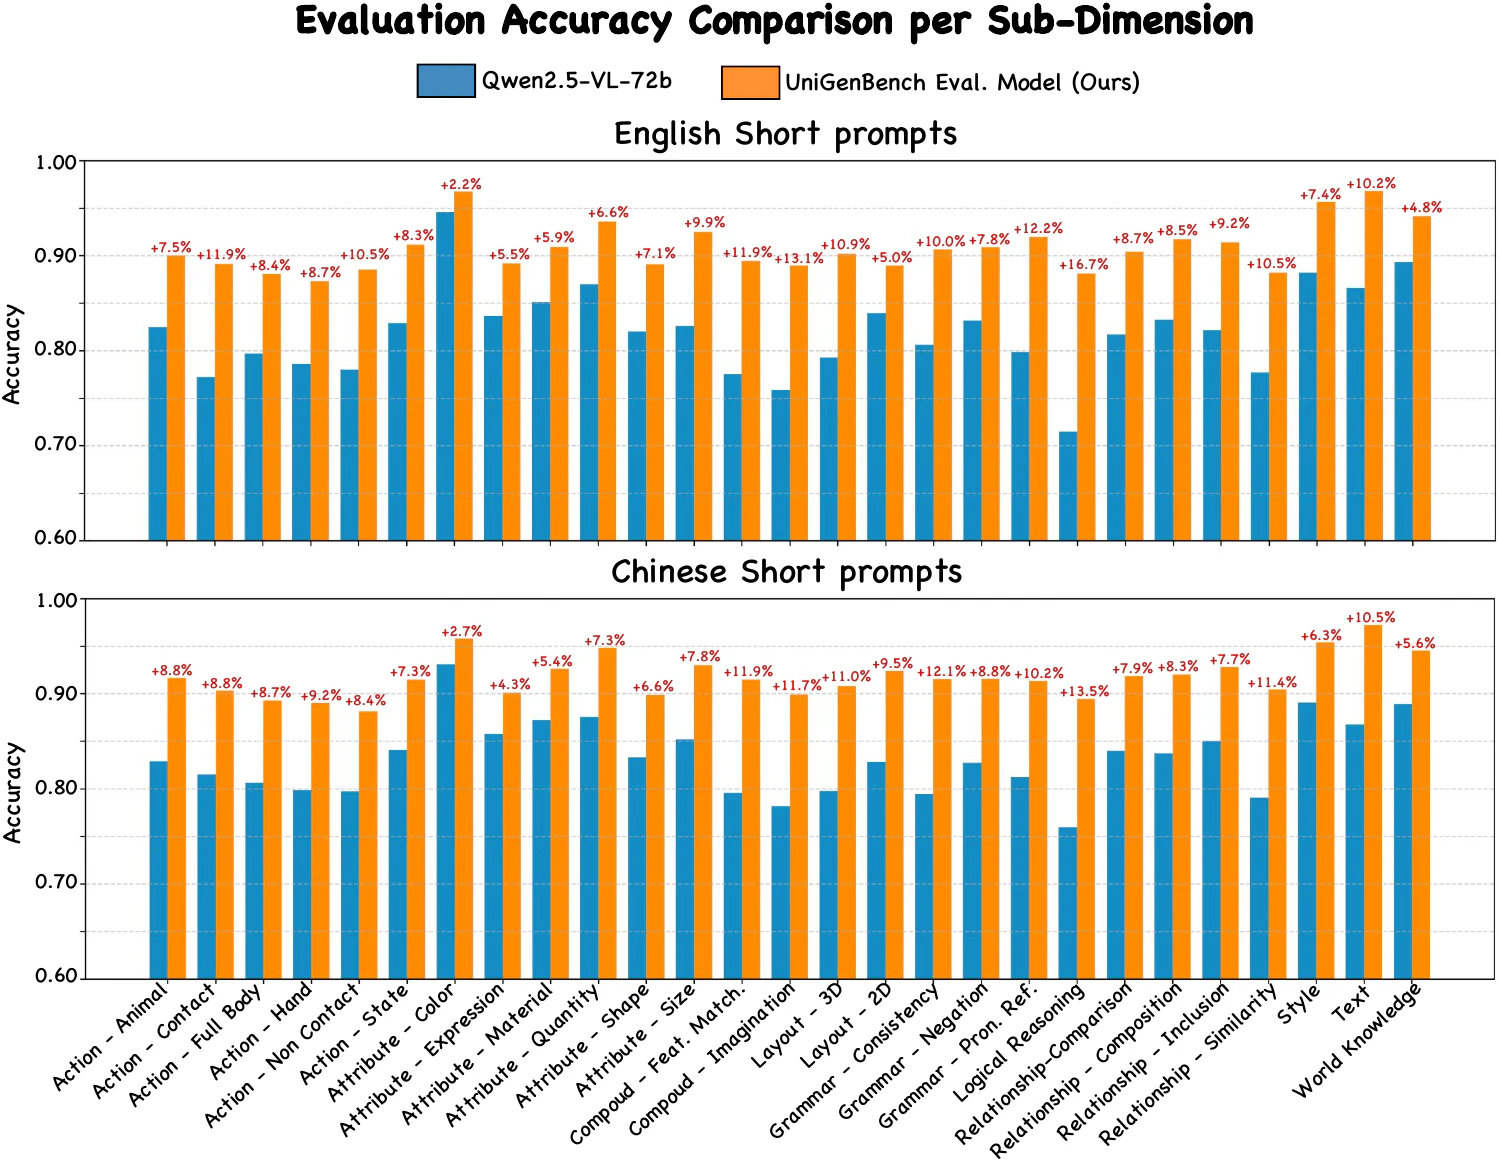 Evaluation Accuracy Comparison per Sub-Dimension
Qwen2.5-VL-72b
UniGenBench Eval. Model (Ours)
English Short prompts
Accuracy
1.00
0.90
0.80
0.70
0.60
+7.5%
+11.9%
+8.4%
+8.7%
+10.5%
+8.3%
+2.2%
+5.5%
+5.9%
+6.6%
+7.1%
+9.9%
+11.9%
+13.1%
+10.9%
+5.0%
+10.0%
+7.8%
+12.2%
+16.7%
+8.7%
+8.5%
+9.2%
+10.5%
+7.4%
+10.2%
+4.8%
Chinese Short prompts
Accuracy
1.00
0.90
0.80
0.70
0.60
+8.8%
+8.8%
+8.7%
+9.2%
+8.4%
+7.3%
+2.7%
+4.3%
+5.4%
+7.3%
+6.6%
+7.8%
+11.9%
+11.7%
+11.0%
+9.5%
+12.1%
+8.8%
+10.2%
+13.5%
+7.9%
+8.3%
+7.7%
+11.4%
+6.3%
+10.5%
+5.6%
Action - Animal
Action - Contact
Action - Full Body
Action - Hand
Action - Non Contact
Action - State
Attribute - Color
Attribute - Expression
Attribute - Material
Attribute - Quantity
Attribute - Shape
Attribute - Size
Compoud - Feat. Match.
Compoud - Imagination
Layout - 3D
Layout - 2D
Grammar - Consistency
Grammar - Negation
Grammar - Pron. Ref.
Logical Reasoning
Relationship-Comparison
Relationship - Composition
Relationship - Inclusion
Relationship - Similarity
Style
Text
World Knowledge